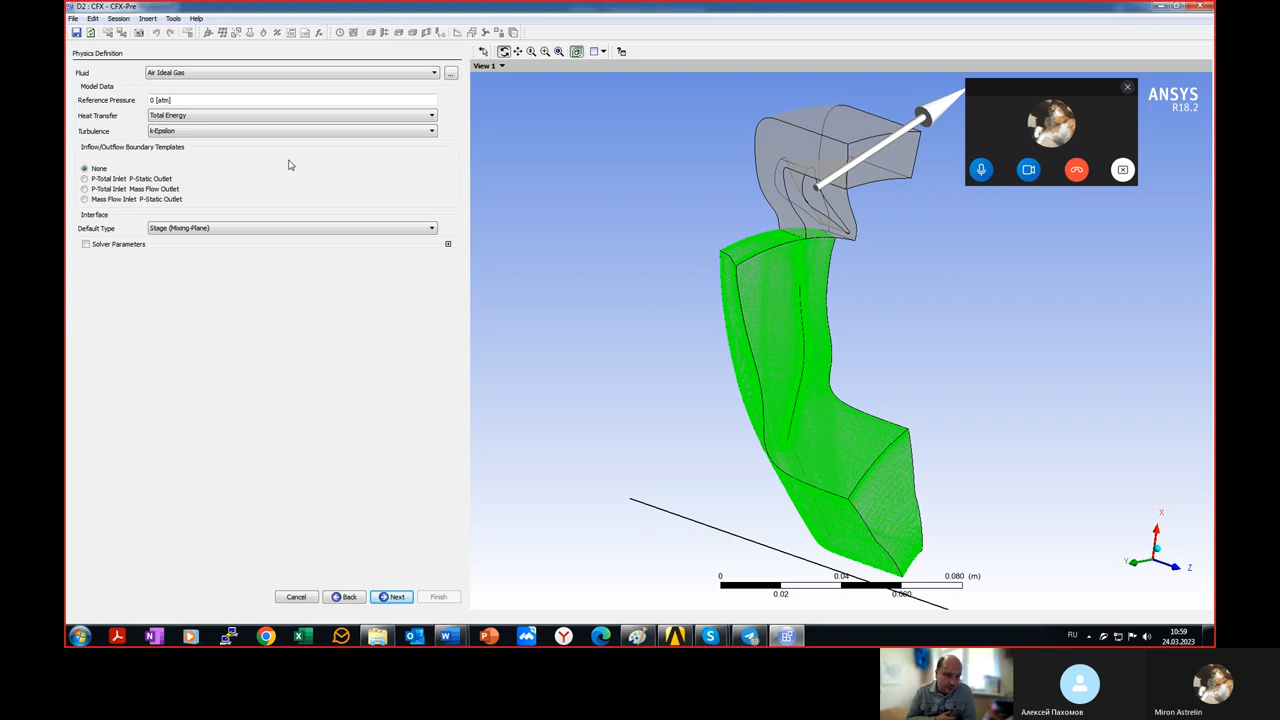 D2 : CFX - CFX-Pre
File Edit Session Insert Tools Help
Physics Definition
View 1
Fluid Air Ideal Gas ...
Model Data
Reference Pressure 0 [atm]
Heat Transfer Total Energy
Turbulence k-Epsilon
Inflow/Outflow Boundary Templates
None
P-Total Inlet P-Static Outlet
P-Total Inlet Mass Flow Outlet
Mass Flow Inlet P-Static Outlet
Interface
Default Type Stage (Mixing-Plane)
Solver Parameters
ANSYS
R18.2
X
Y
Z
0 0.04 0.080 (m)
0.02 0.060
Cancel Back Next Finish
RU 10:59
24.03.2023
Алексей Пахомов
Miron Astrelin